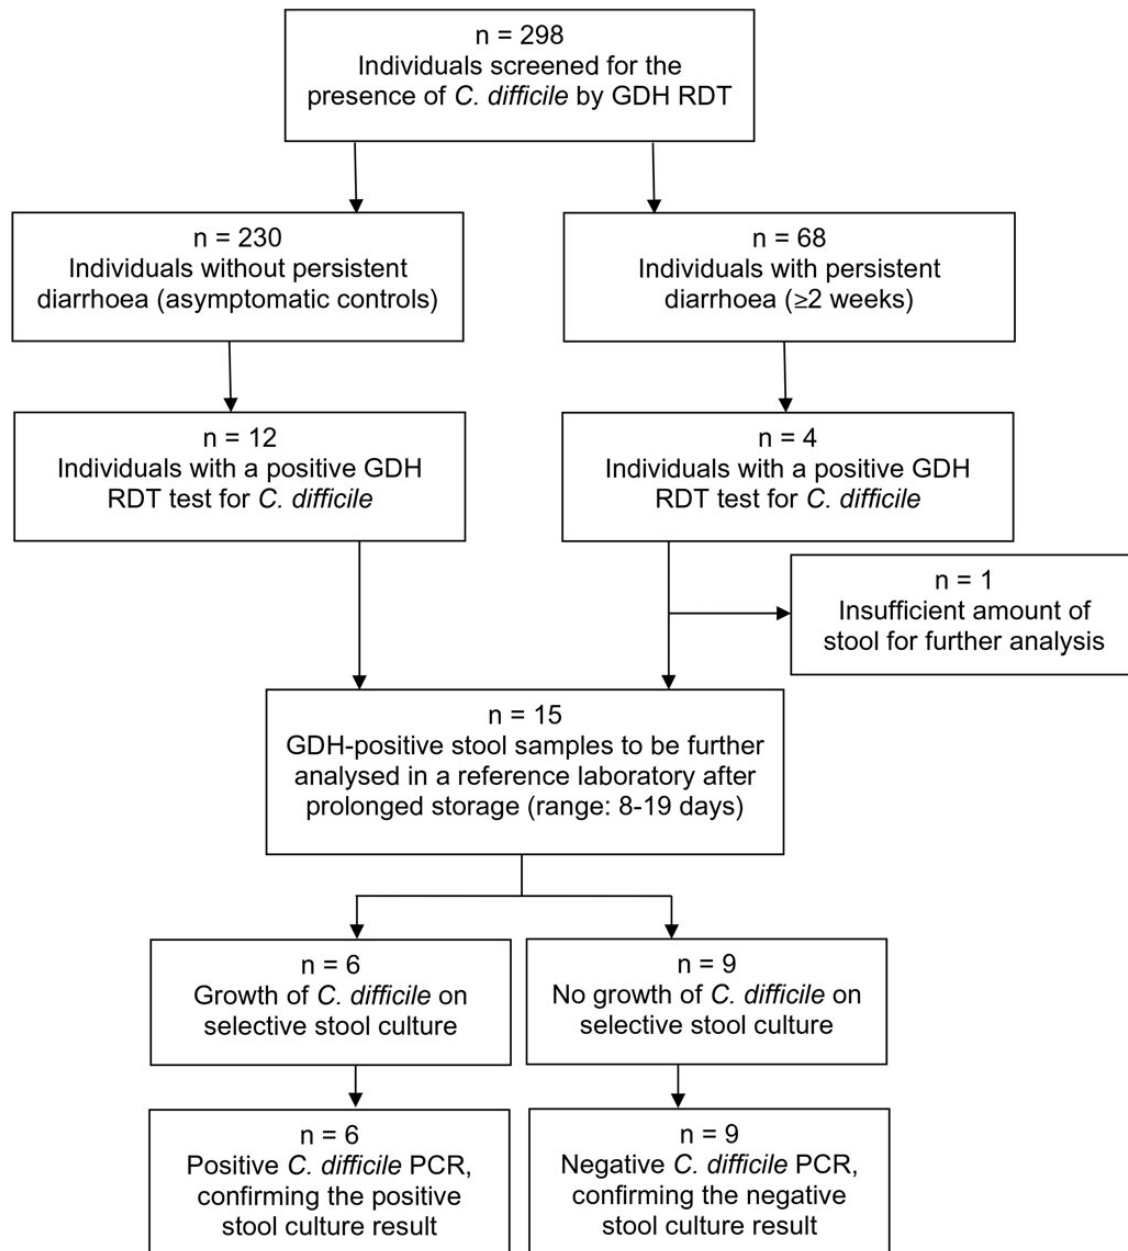 n = 298
Individuals screened for the
presence of C. difficile by GDH RDT
n = 230
Individuals without persistent
diarrhoea (asymptomatic controls)
n = 68
Individuals with persistent
diarrhoea (≥2 weeks)
n = 12
Individuals with a positive GDH
RDT test for C. difficile
n = 4
Individuals with a positive GDH
RDT test for C. difficile
n = 1
Insufficient amount of
stool for further analysis
n = 15
GDH-positive stool samples to be further
analysed in a reference laboratory after
prolonged storage (range: 8-19 days)
n = 6
Growth of C. difficile on
selective stool culture
n = 9
No growth of C. difficile on
selective stool culture
n = 6
Positive C. difficile PCR,
confirming the positive
stool culture result
n = 9
Negative C. difficile PCR,
confirming the negative
stool culture result